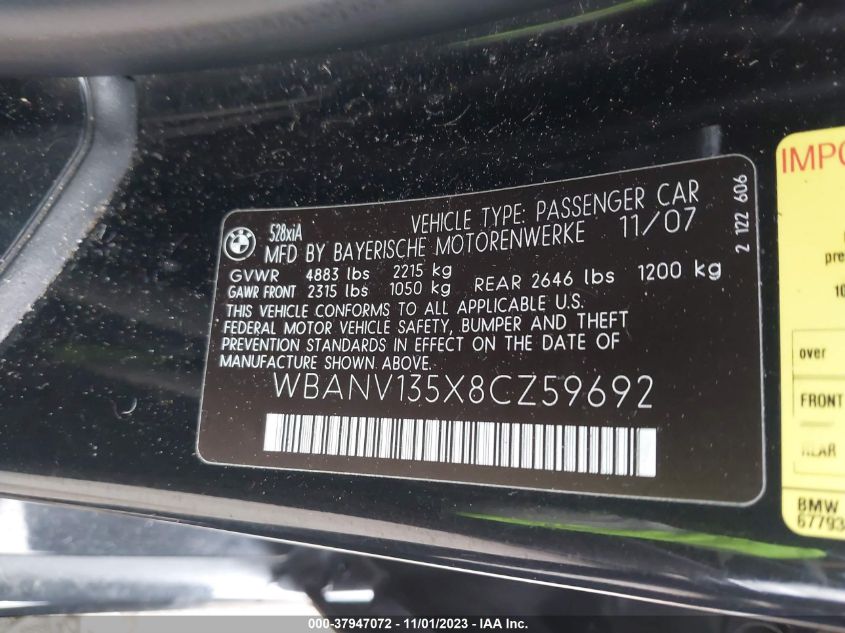 BMW
528xiA
VEHICLE TYPE: PASSENGER CAR
MFD BY BAYERISCHE MOTORENWERKE 11/07
GVWR 4883 lbs 2215 kg
GAWR FRONT 2315 lbs 1050 kg REAR 2646 lbs 1200 kg
THIS VEHICLE CONFORMS TO ALL APPLICABLE U.S.
FEDERAL MOTOR VEHICLE SAFETY, BUMPER AND THEFT
PREVENTION STANDARDS IN EFFECT ON THE DATE OF
MANUFACTURE SHOWN ABOVE.
WBANV135X8CZ59692
2 122 606
IMPO
pre
10
over
FRONT
REAR
BMW
67793
000-37947072 - 11/01/2023 - © IAA Inc.